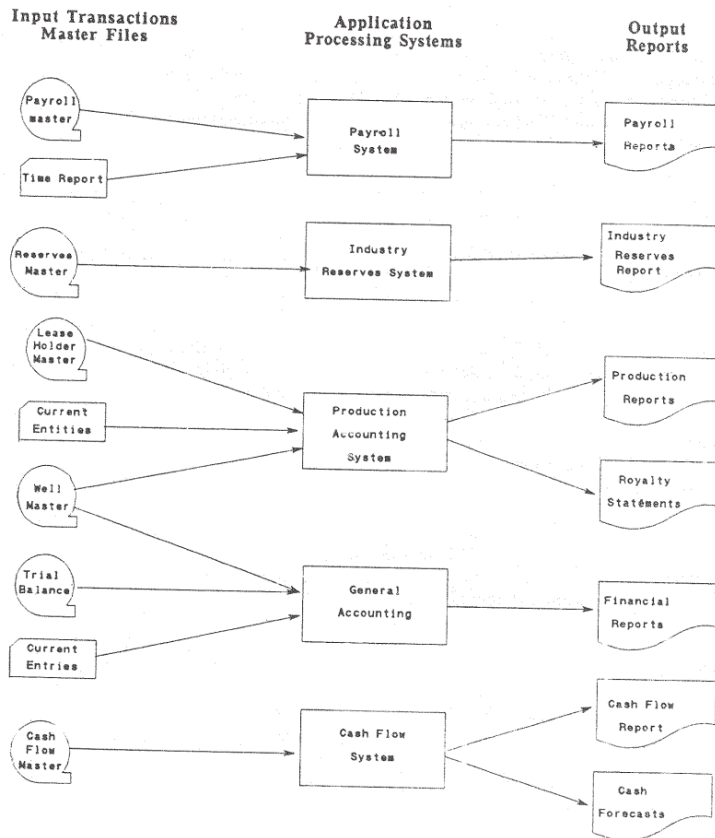 Input Transactions
Master Files
Application
Processing Systems
Output
Reports
Payroll
master
Time Report
Payroll
System
Payroll
Reports
Reserves
Master
Industry
Reserves System
Industry
Reserves
Report
Lease
Holder
Master
Current
Entities
Well
Master
Production
Accounting
System
Production
Reports
Royalty
Statéments
Trial
Balance
Current
Entries
General
Accounting
Financial
Reports
Cash
Flow
Master
Cash Flow
System
Cash Flow
Report
Cash
Forecasts